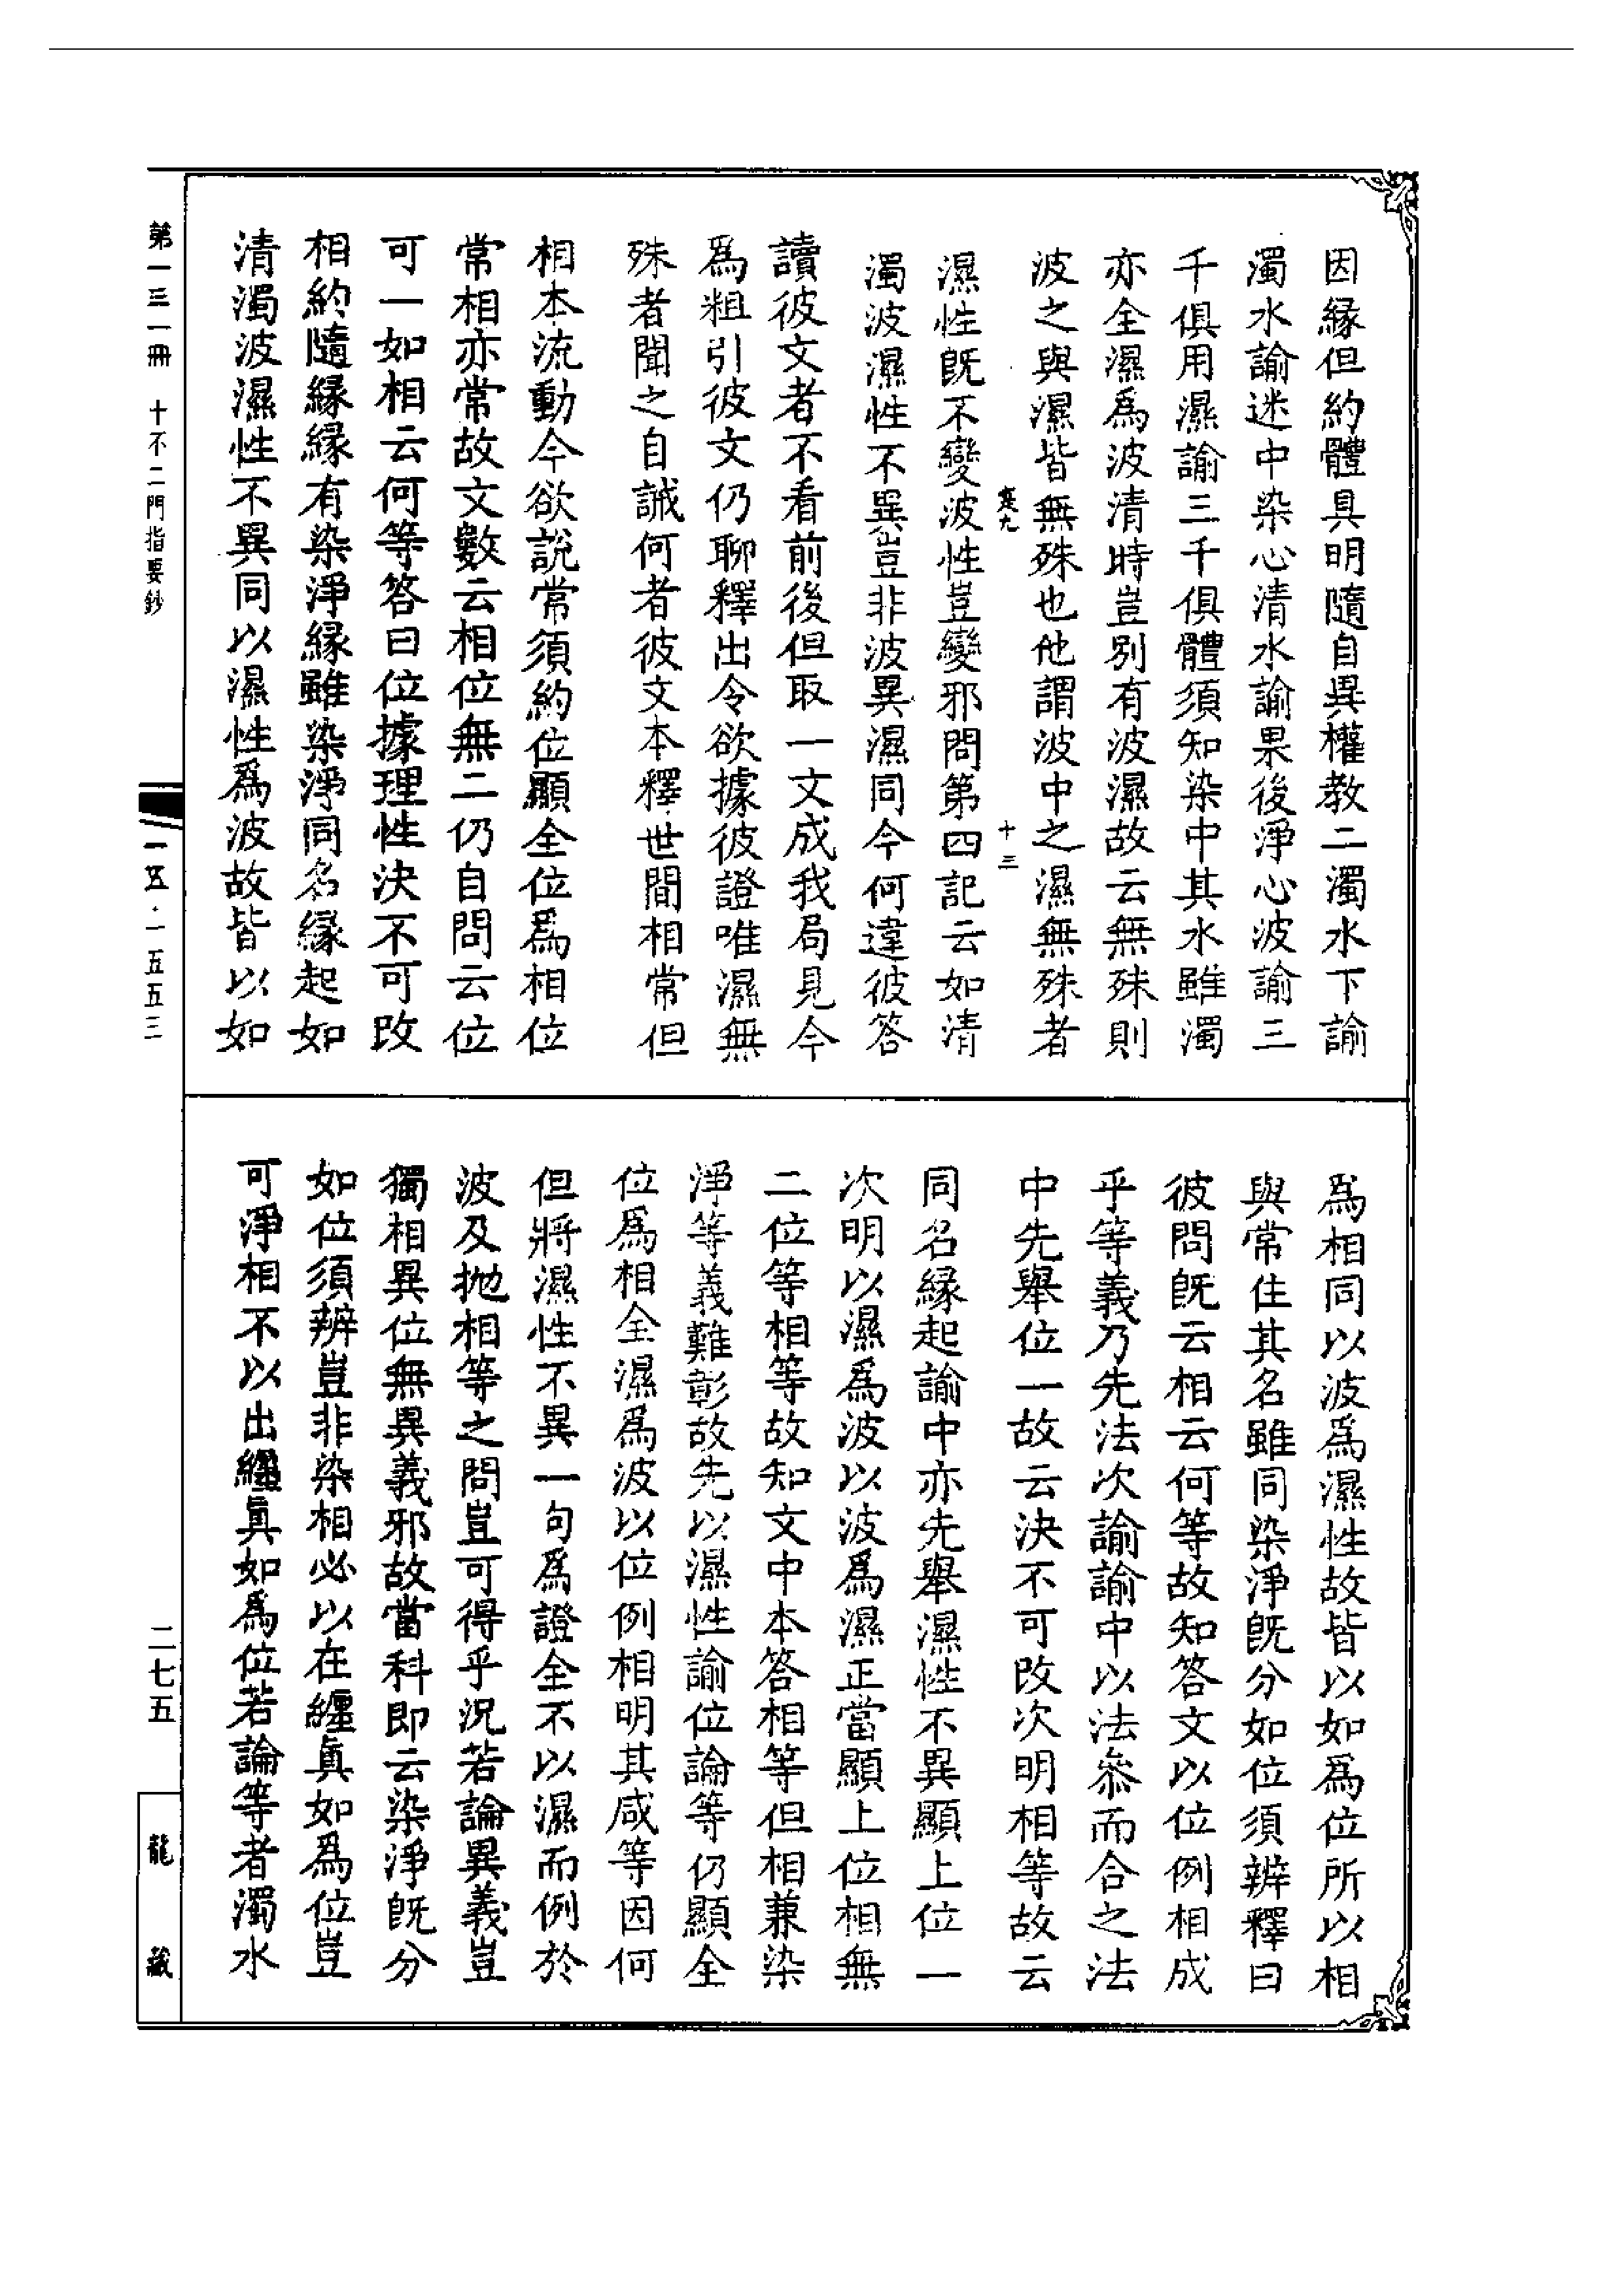 因縁但約體具明隨自異權教二濁水下諭
濁水諭迷中染心清水諭果後淨心波諭三
千俱用濕諭三千俱體須知染中其水雖濁
亦全濕爲波清時豈別有波濕故云無殊則
波之與濕皆無殊也他謂波中之濕無殊者
寒九 十三
濕性旣不變波性豈變邪問第四記云如清
濁波濕性不異豈非波異濕同今何違彼答
讀彼文者不看前後但取一文成我局見今
爲粗引彼文仍聊釋出令欲據彼證唯濕無
殊者聞之自誡何者彼文本釋世間相常但
相本流動今欲說常須約位顯全位爲相位
常相亦常故文數云相位無二仍自問云位
可一如相云何等答曰位據理性決不可改
相約隨縁縁有染淨縁雖染淨同名縁起如
清濁波濕性不異同以濕性爲波故皆以如
爲相同以波爲濕性故皆以如爲位所以相
與常住其名雖同染淨旣分如位須辨釋曰
彼問旣云相云何等故知答文以位例相成
乎等義乃先法次諭諭中以法叅而合之法
中先舉位一故云決不可改次明相等故云
同名縁起諭中亦先舉濕性不異顯上位一
次明以濕爲波以波爲濕正當顯上位相無
二位等相等故知文中本答相等但相兼染
淨等義難彰故先以濕性諭位論等仍顯全
位爲相全濕爲波以位例相明其咸等因何
但將濕性不異一句爲證全不以濕而例於
波及抛相等之問豈可得乎況若論異義豈
獨相異位無異義邪故當科即云染淨旣分
如位須辨豈非染相必以在纏眞如爲位豈
可淨相不以出纏眞如爲位若論等者濁水
第一三一冊 十不二門指要鈔
一五·一五五三
二七五
龍藏